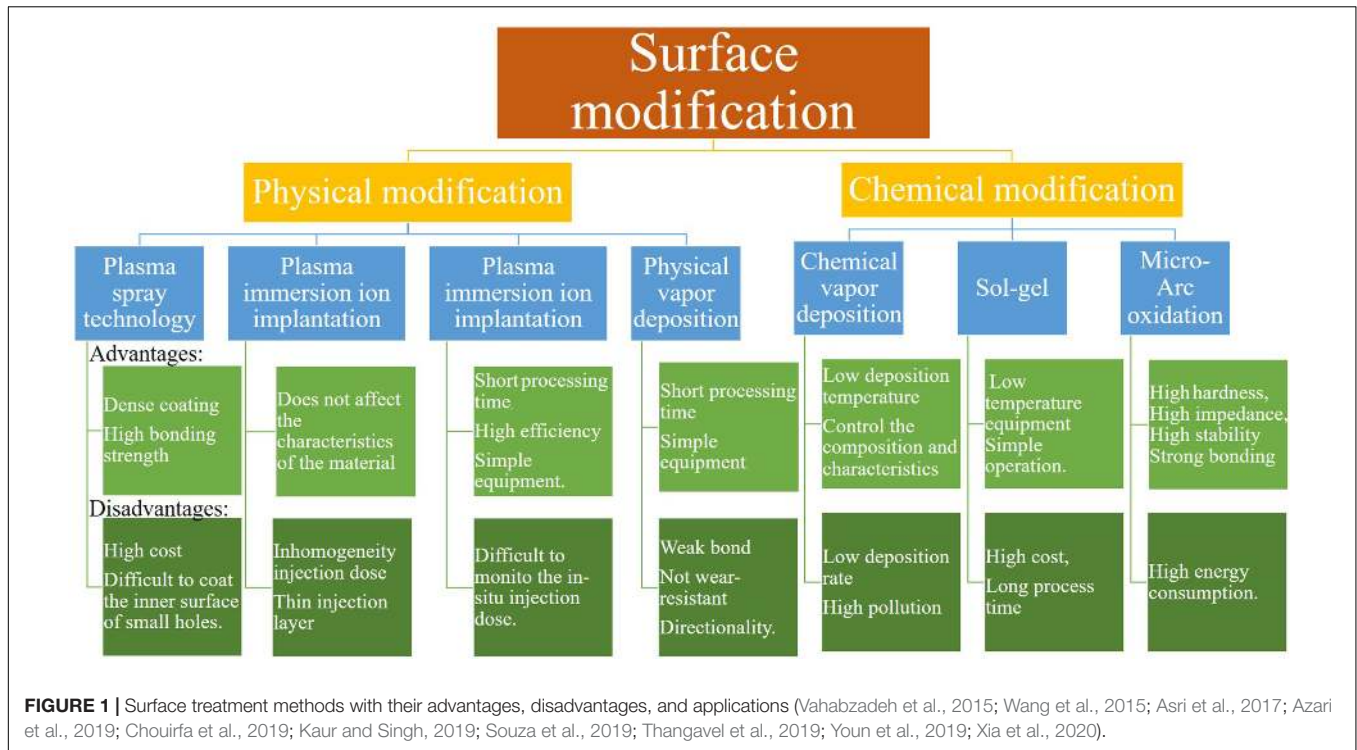 Surface
modification
Physical modification
Chemical modification
Plasma
spray
technology
Plasma
immersion ion
implantation
Plasma
immersion ion
implantation
Physical
vapor
deposition
Chemical
vapor
deposition
Sol-gel
Micro-
Arc
oxidation
Advantages:
Dense coating
High bonding
strength
Does not affect
the
characteristics
of the material
Short processing
time
High efficiency
Simple
equipment.
Short processing
time
Simple
equipment
Low deposition
temperature
Control the
composition and
characteristics
Low
temperature
equipment
Simple
operation.
High hardness,
High impedance,
High stability
Strong bonding
Disadvantages:
High cost
Difficult to coat
the inner surface
of small holes.
Inhomogeneity
injection dose
Thin injection
layer
Difficult to
monito the in-
situ injection
dose.
Weak bond
Not wear-
resistant
Directionality.
Low deposition
rate
High pollution
High cost,
Long process
time
High energy
consumption.
FIGURE 1 | Surface treatment methods with their advantages, disadvantages, and applications (Vahabzadeh et al., 2015; Wang et al., 2015; Asri et al., 2017; Azari
et al., 2019; Chouirfa et al., 2019; Kaur and Singh, 2019; Souza et al., 2019; Thangavel et al., 2019; Youn et al., 2019; Xia et al., 2020).